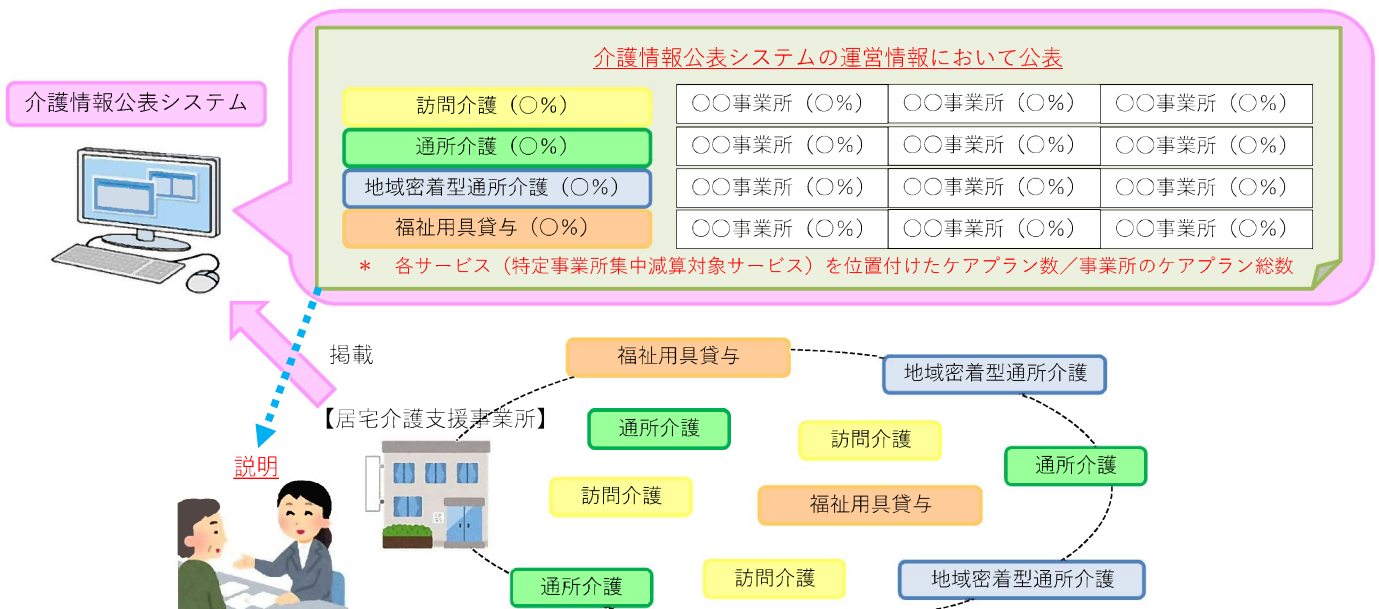 介護情報公表システムの運営情報において公表
介護情報公表システム
訪問介護（○％） ○○事業所（○％） ○○事業所（○％） ○○事業所（○％）
通所介護（○％） ○○事業所（○％） ○○事業所（○％） ○○事業所（○％）
地域密着型通所介護（○％） ○○事業所（○％） ○○事業所（○％） ○○事業所（○％）
福祉用具貸与（○％） ○○事業所（○％） ○○事業所（○％） ○○事業所（○％）
＊ 各サービス（特定事業所集中減算対象サービス）を位置付けたケアプラン数／事業所のケアプラン総数
掲載
福祉用具貸与
地域密着型通所介護
【居宅介護支援事業所】
通所介護
訪問介護
説明
通所介護
訪問介護
福祉用具貸与
通所介護
訪問介護
地域密着型通所介護